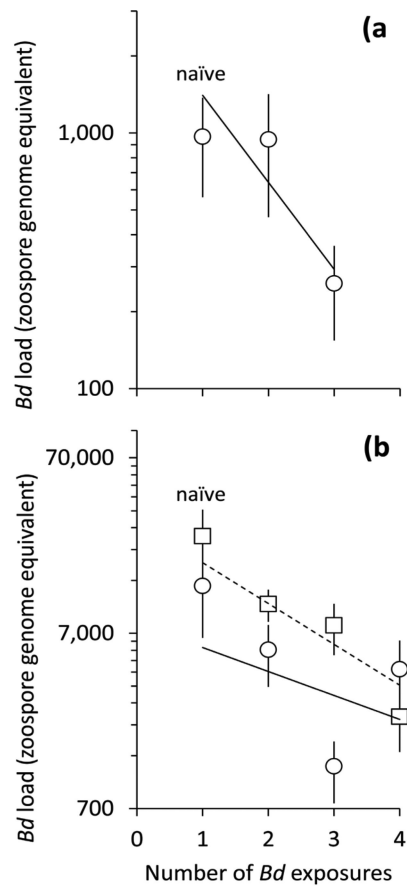 (a
Bd load (zoospore genome equivalent)
naïve
1,000
100
(b
Bd load (zoospore genome equivalent)
70,000
naïve
7,000
700
0 1 2 3 4
Number of Bd exposures